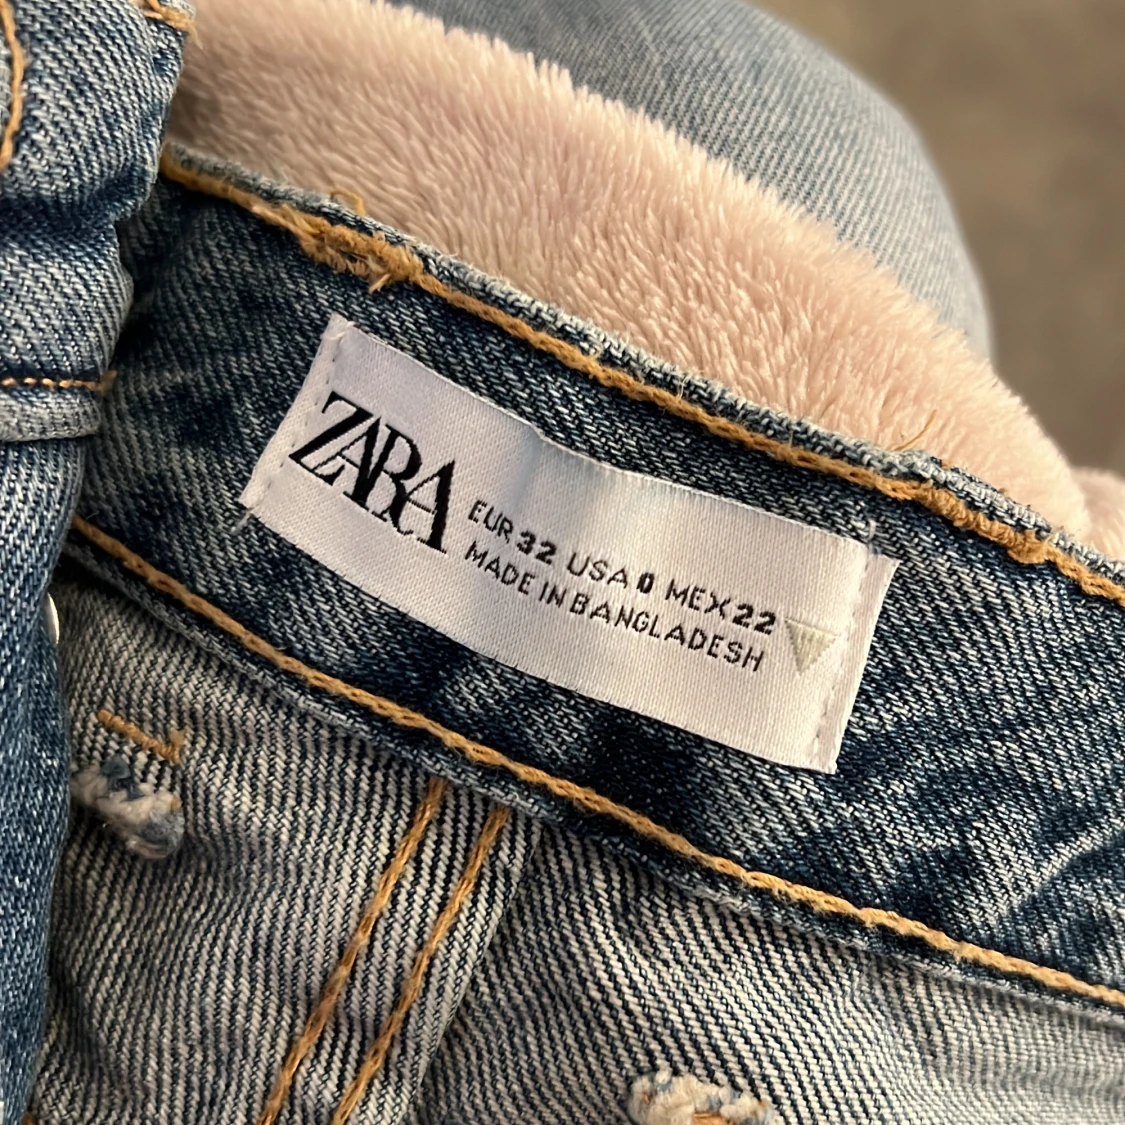 ZARA
EUR 32 USA 0 MEX 22
MADE IN BANGLADESH